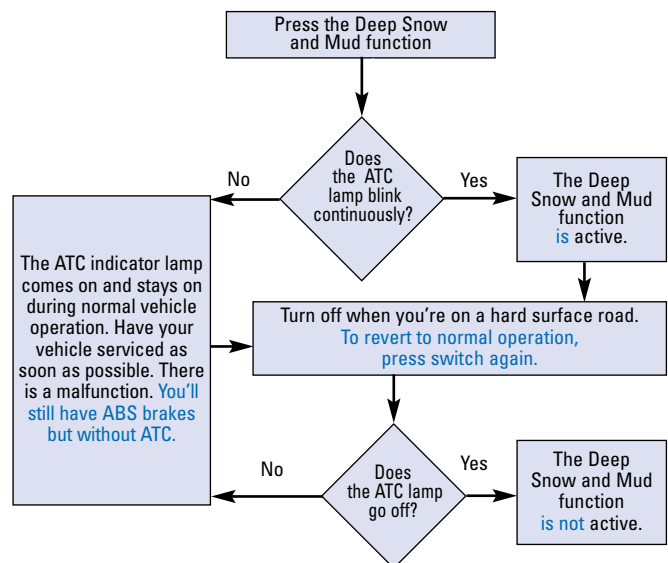 Press the Deep Snow
and Mud function
Does
the ATC
lamp blink
continuously?
No
Yes
The Deep
Snow and Mud
function
is active.
The ATC indicator lamp
comes on and stays on
during normal vehicle
operation. Have your
vehicle serviced as
soon as possible. There
is a malfunction. You'll
still have ABS brakes
but without ATC.
Turn off when you're on a hard surface road.
To revert to normal operation,
press switch again.
Does
the ATC lamp
go off?
No
Yes
The Deep
Snow and Mud
function
is not active.